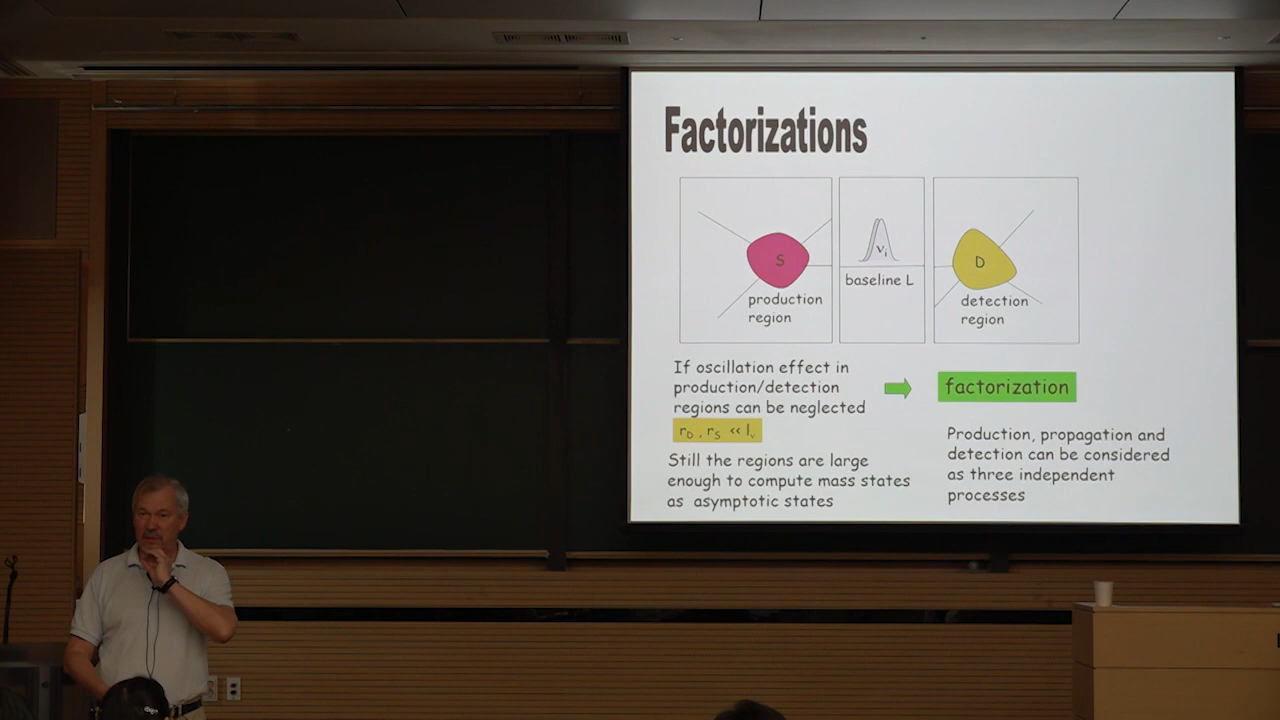 Factorizations
S
production
region
νi
baseline L
D
detection
region
If oscillation effect in
production/detection
regions can be neglected
rD , rS << lν
factorization
Still the regions are large
enough to compute mass states
as asymptotic states
Production, propagation and
detection can be considered
as three independent
processes